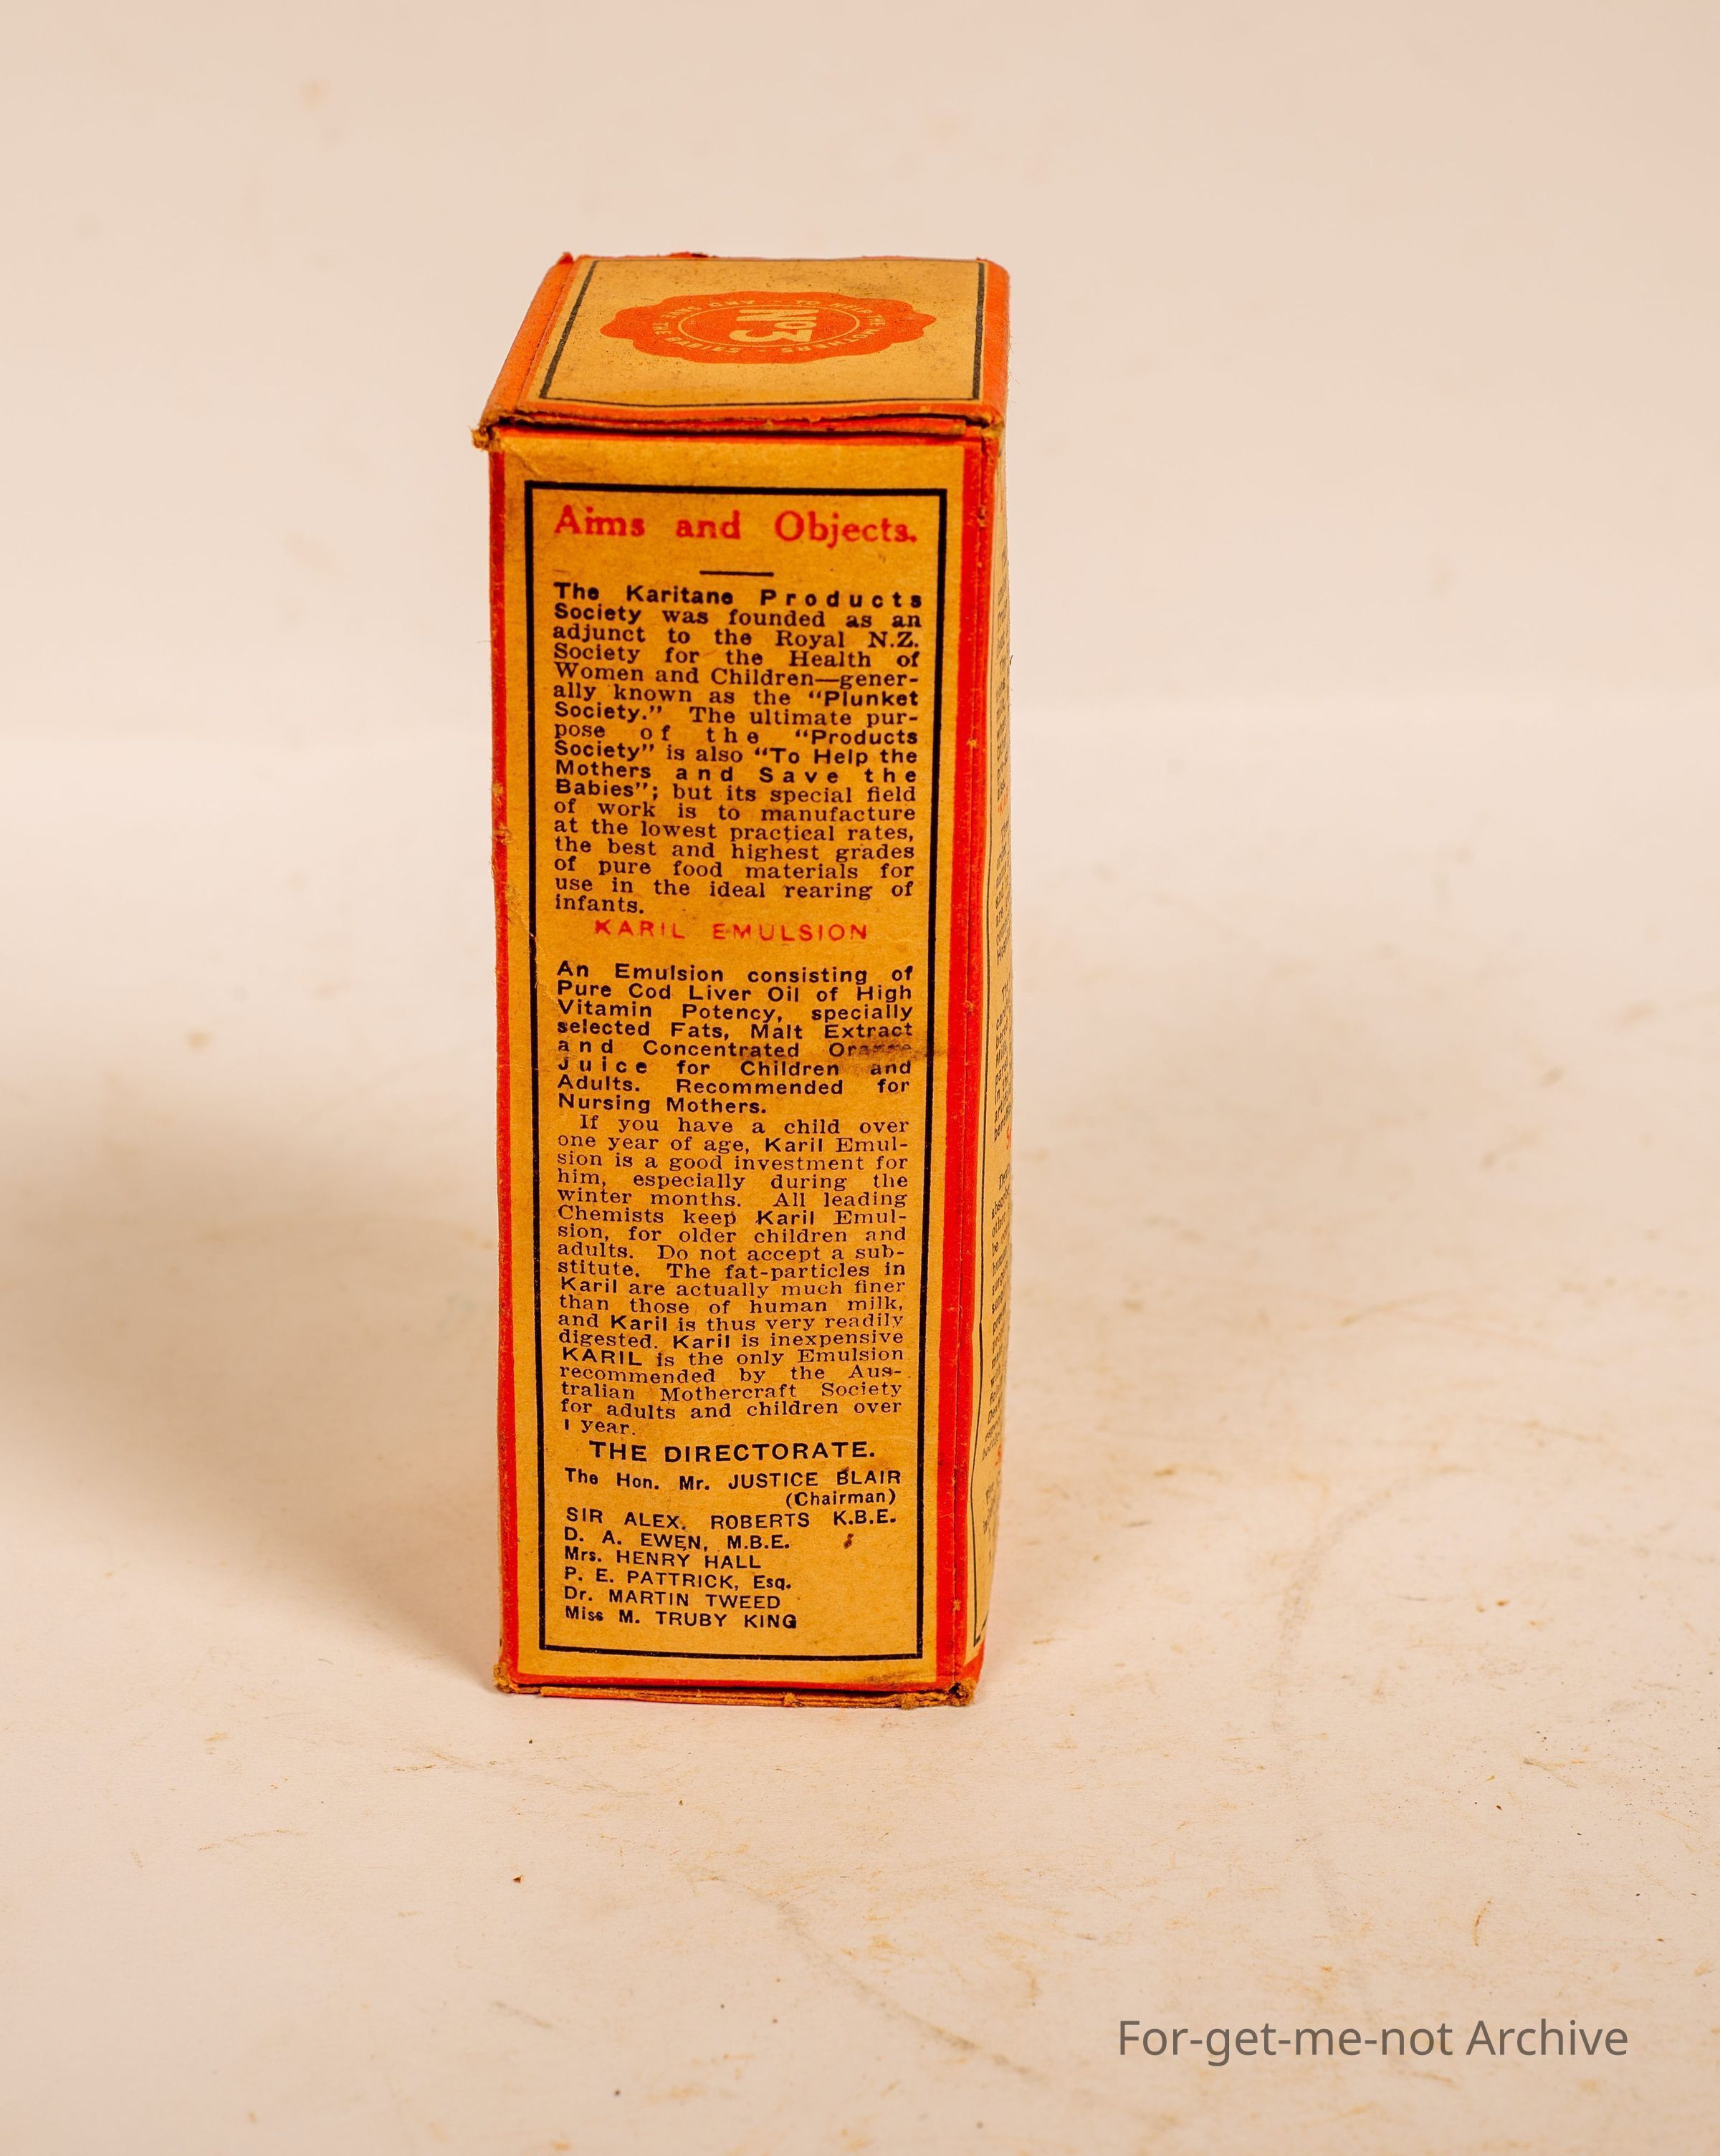 No3
TO HELP THE MOTHERS · AND SAVE THE BABIES
Aims and Objects.
The Karitane Products
Society was founded as an
adjunct to the Royal N.Z.
Society for the Health of
Women and Children—gener-
ally known as the “Plunket
Society.” The ultimate pur-
pose of the “Products
Society” is also “To Help the
Mothers and Save the
Babies”; but its special field
of work is to manufacture
at the lowest practical rates,
the best and highest grades
of pure food materials for
use in the ideal rearing of
infants.
KARIL EMULSION
An Emulsion consisting of
Pure Cod Liver Oil of High
Vitamin Potency, specially
selected Fats, Malt Extract
and Concentrated Orange
Juice for Children and
Adults. Recommended for
Nursing Mothers.
If you have a child over
one year of age, Karil Emul-
sion is a good investment for
him, especially during the
winter months. All leading
Chemists keep Karil Emul-
sion, for older children and
adults. Do not accept a sub-
stitute. The fat-particles in
Karil are actually much finer
than those of human milk,
and Karil is thus very readily
digested. Karil is inexpensive
KARIL is the only Emulsion
recommended by the Aus-
tralian Mothercraft Society
for adults and children over
1 year.
THE DIRECTORATE.
The Hon. Mr. JUSTICE BLAIR
(Chairman)
SIR ALEX. ROBERTS K.B.E.
D. A. EWEN, M.B.E.
Mrs. HENRY HALL
P. E. PATTRICK, Esq.
Dr. MARTIN TWEED
Miss M. TRUBY KING
For-get-me-not Archive